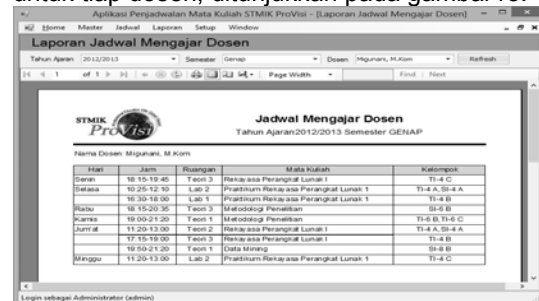 untuk tiap dosen, ditunjukkan pada gambar
Aplikasi Penjadwalan Mata Kuliah STMIK ProVisi - [Laporan Jadwal Mengajar Dosen]
Home Master Jadwal Laporan Setup Window
Laporan Jadwal Mengajar Dosen
Tahun Ajaran 2012/2013 Semester Genap Dosen Migunani, M.Kom Refresh
1 of 1 Page Width Find | Next
STMIK ProVisi
Jadwal Mengajar Dosen
Tahun Ajaran2012/2013 Semester GENAP
Nama Dosen: Migunani, M.Kom
Hari Jam Ruangan Mata Kuliah Kelompok
Senin 18:15-19:45 Teori 3 Rekayasa Perangkat Lunak I TI-4 C
Selasa 10:25-12:10 Lab 2 Praktikum Rekayasa Perangkat Lunak 1 TI-4 A, SI-4 A
16:30-18:00 Lab 1 Praktikum Rekayasa Perangkat Lunak 1 TI-4 B
Rabu 18:15-20:35 Teori 3 Metodologi Penelitian SI-6 B
Kamis 19:00-21:20 Teori 1 Metodologi Penelitian TI-6 B, TI-6 C
Jum'at 11:20-13:00 Teori 2 Rekayasa Perangkat Lunak I TI-4 A, SI-4 A
17:15-19:00 Teori 3 Rekayasa Perangkat Lunak I TI-4 B
19:50-21:20 Teori 1 Data Mining SI-8 B
Minggu 11:20-13:00 Lab 2 Praktikum Rekayasa Perangkat Lunak 1 TI-4 C
Login sebagai Administrator (admin)